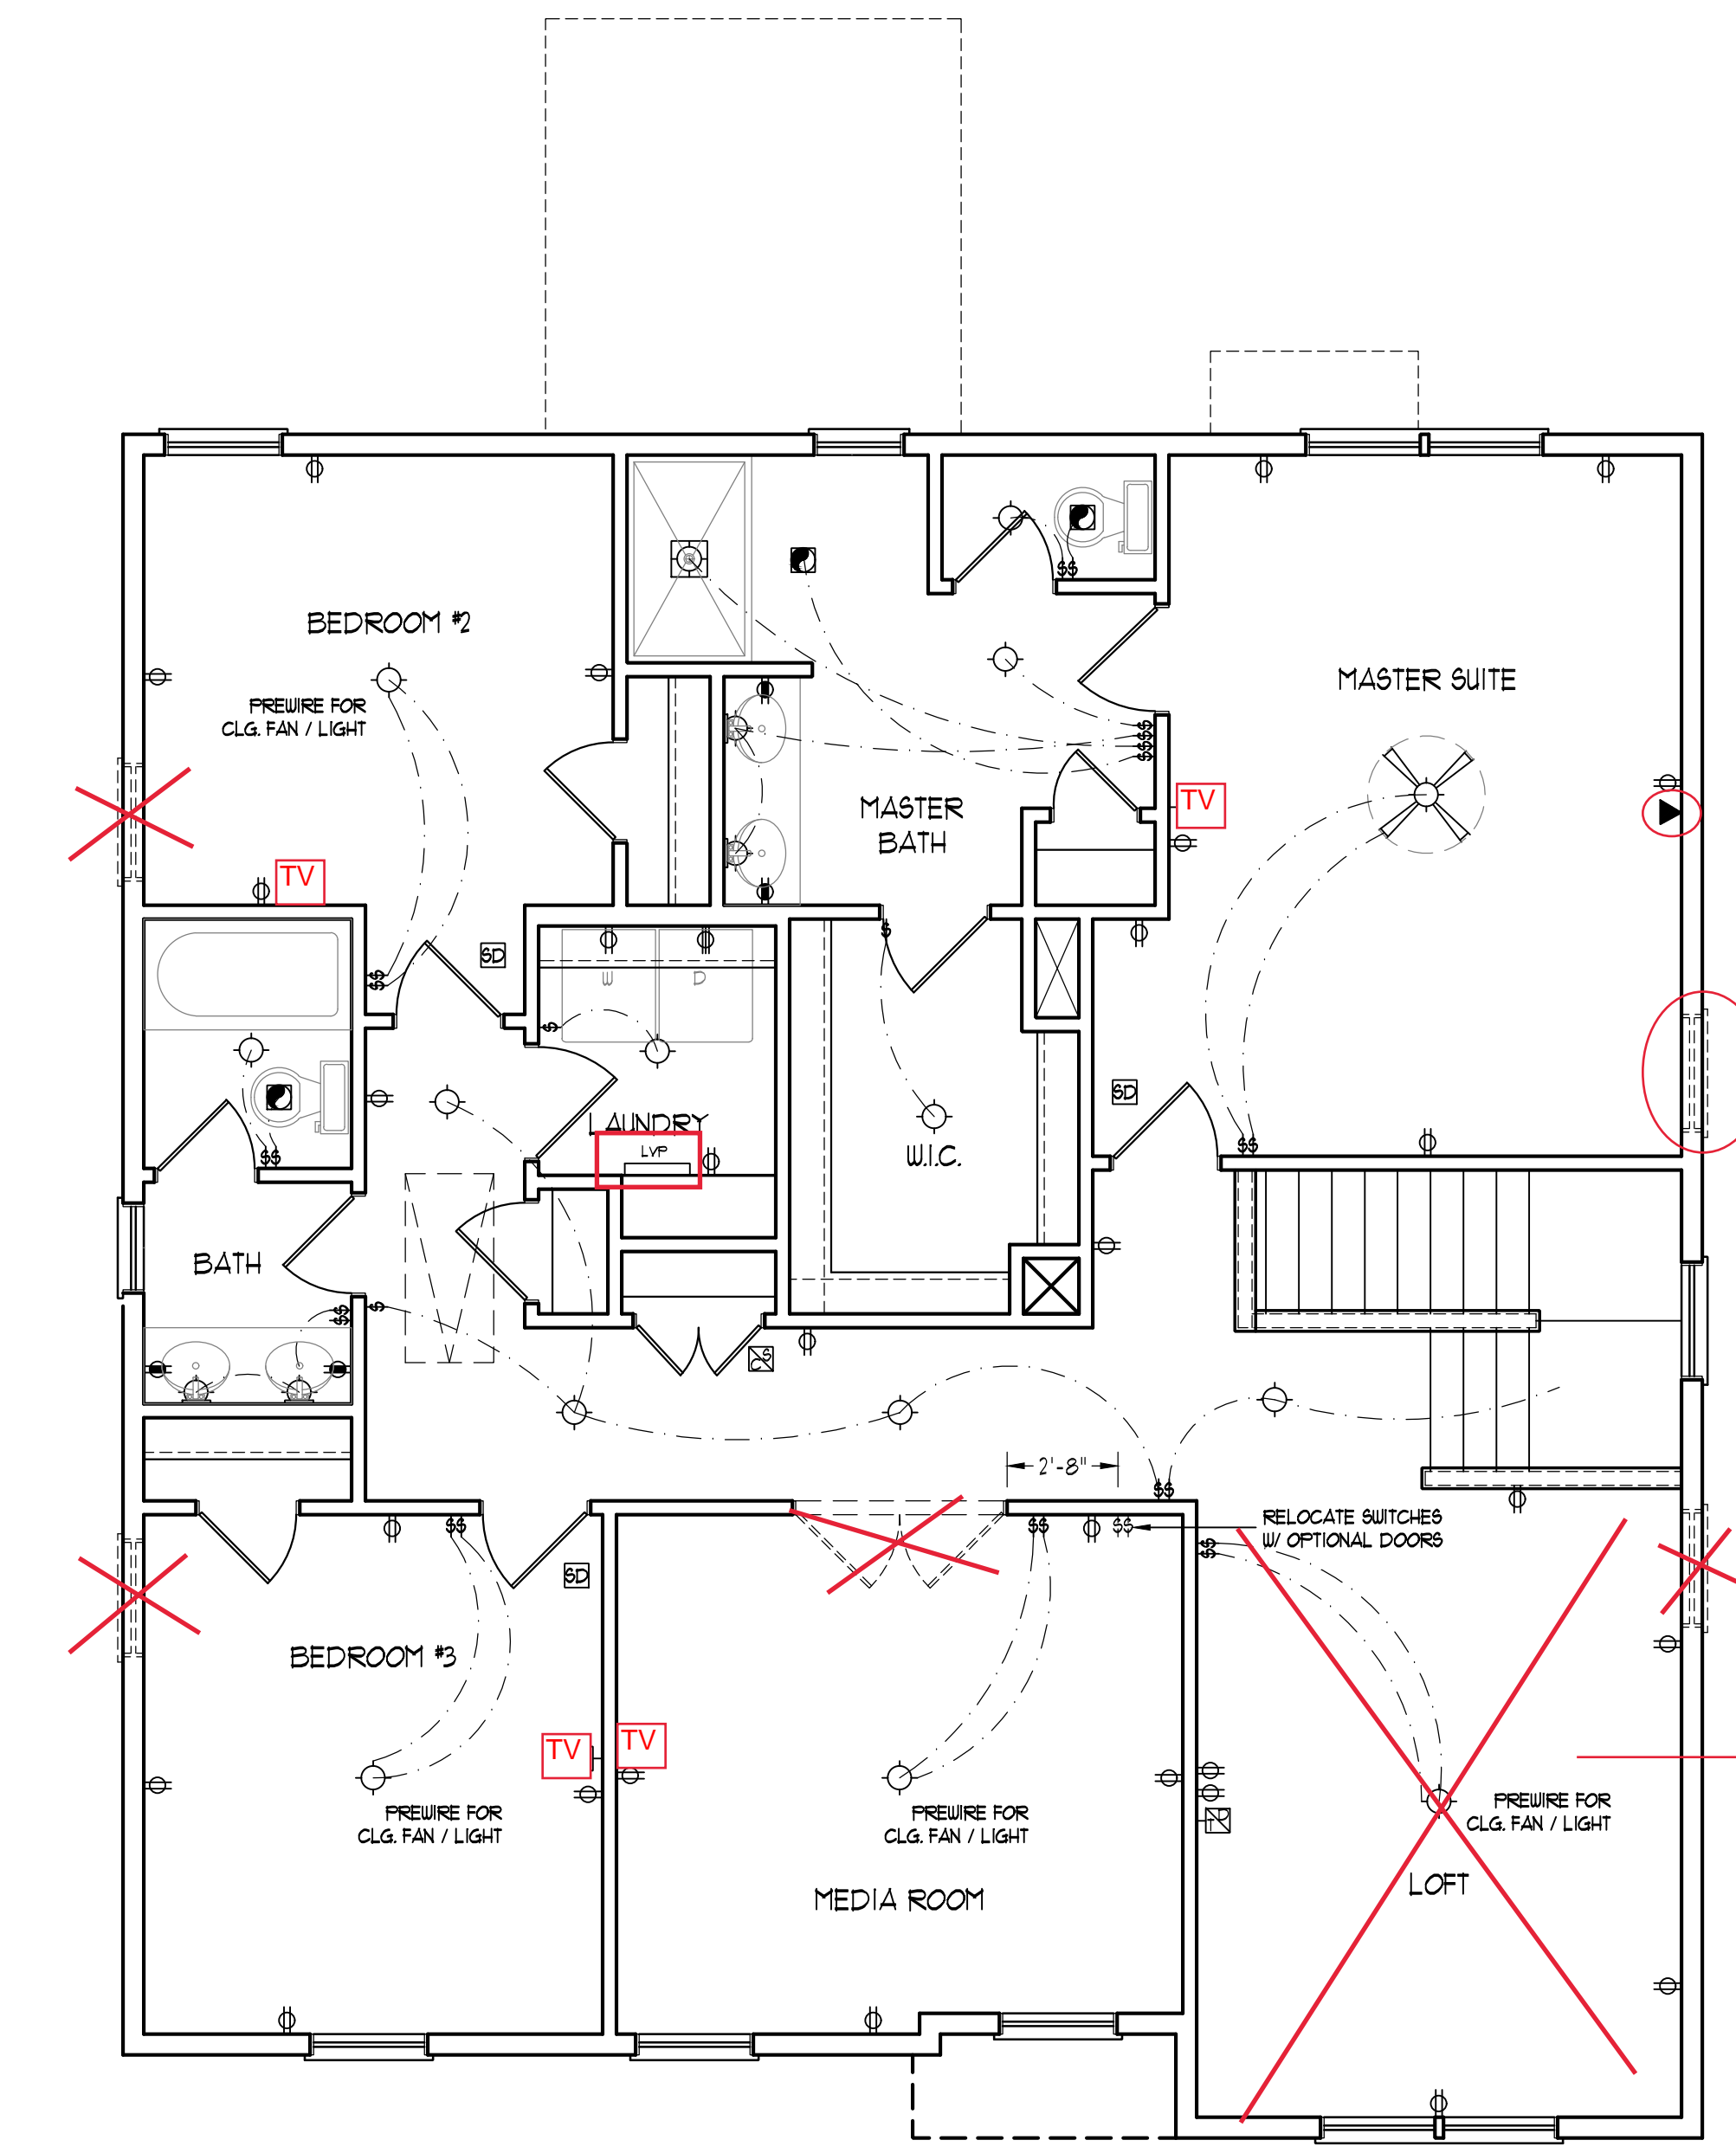 BEDROOM #2
PREWIRE FOR
CLG. FAN / LIGHT
MASTER SUITE
$$
$
$
$
$
TV
MASTER
BATH
TV
$
SD
W
D
$
$
$
LAUNDRY
LVP
W.I.C.
SD
$$
$$
BATH
$
$
$
CS
2'-8"
$$
RELOCATE SWITCHES
W/ OPTIONAL DOORS
$$
$$
$$
$
$
SD
BEDROOM #3
TV
TV
PREWIRE FOR
CLG. FAN / LIGHT
PREWIRE FOR
CLG. FAN / LIGHT
PREWIRE FOR
CLG. FAN / LIGHT
MEDIA ROOM
LOFT